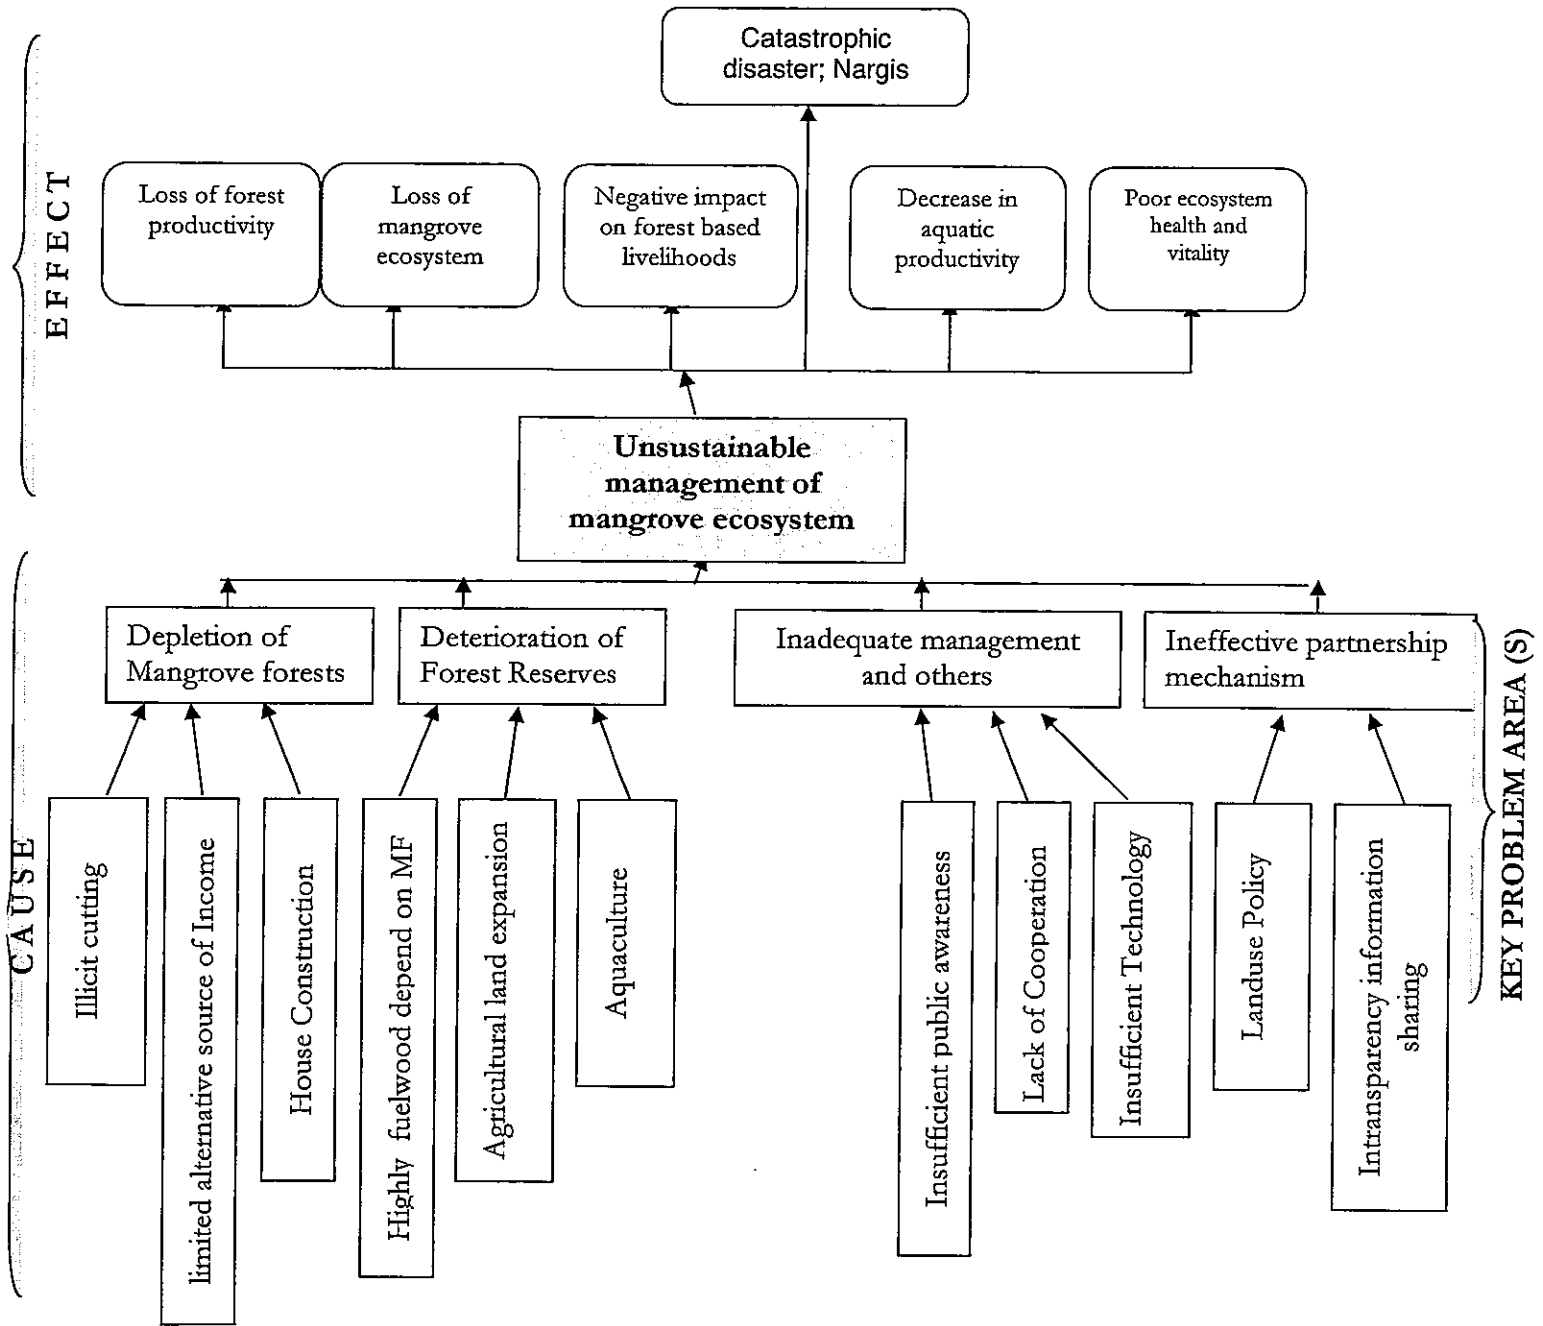 Catastrophic
disaster; Nargis
EFFECT
Loss of forest
productivity
Loss of
mangrove
ecosystem
Negative impact
on forest based
livelihoods
Decrease in
aquatic
productivity
Poor ecosystem
health and
vitality
Unsustainable
management of
mangrove ecosystem
CAUSE
Depletion of
Mangrove forests
Deterioration of
Forest Reserves
Inadequate management
and others
Ineffective partnership
mechanism
KEY PROBLEM AREA (S)
Illicit cutting
limited alternative source of Income
House Construction
Highly fuelwood depend on MF
Agricultural land expansion
Aquaculture
Insufficient public awareness
Lack of Cooperation
Insufficient Technology
Landuse Policy
Intransparency information
sharing